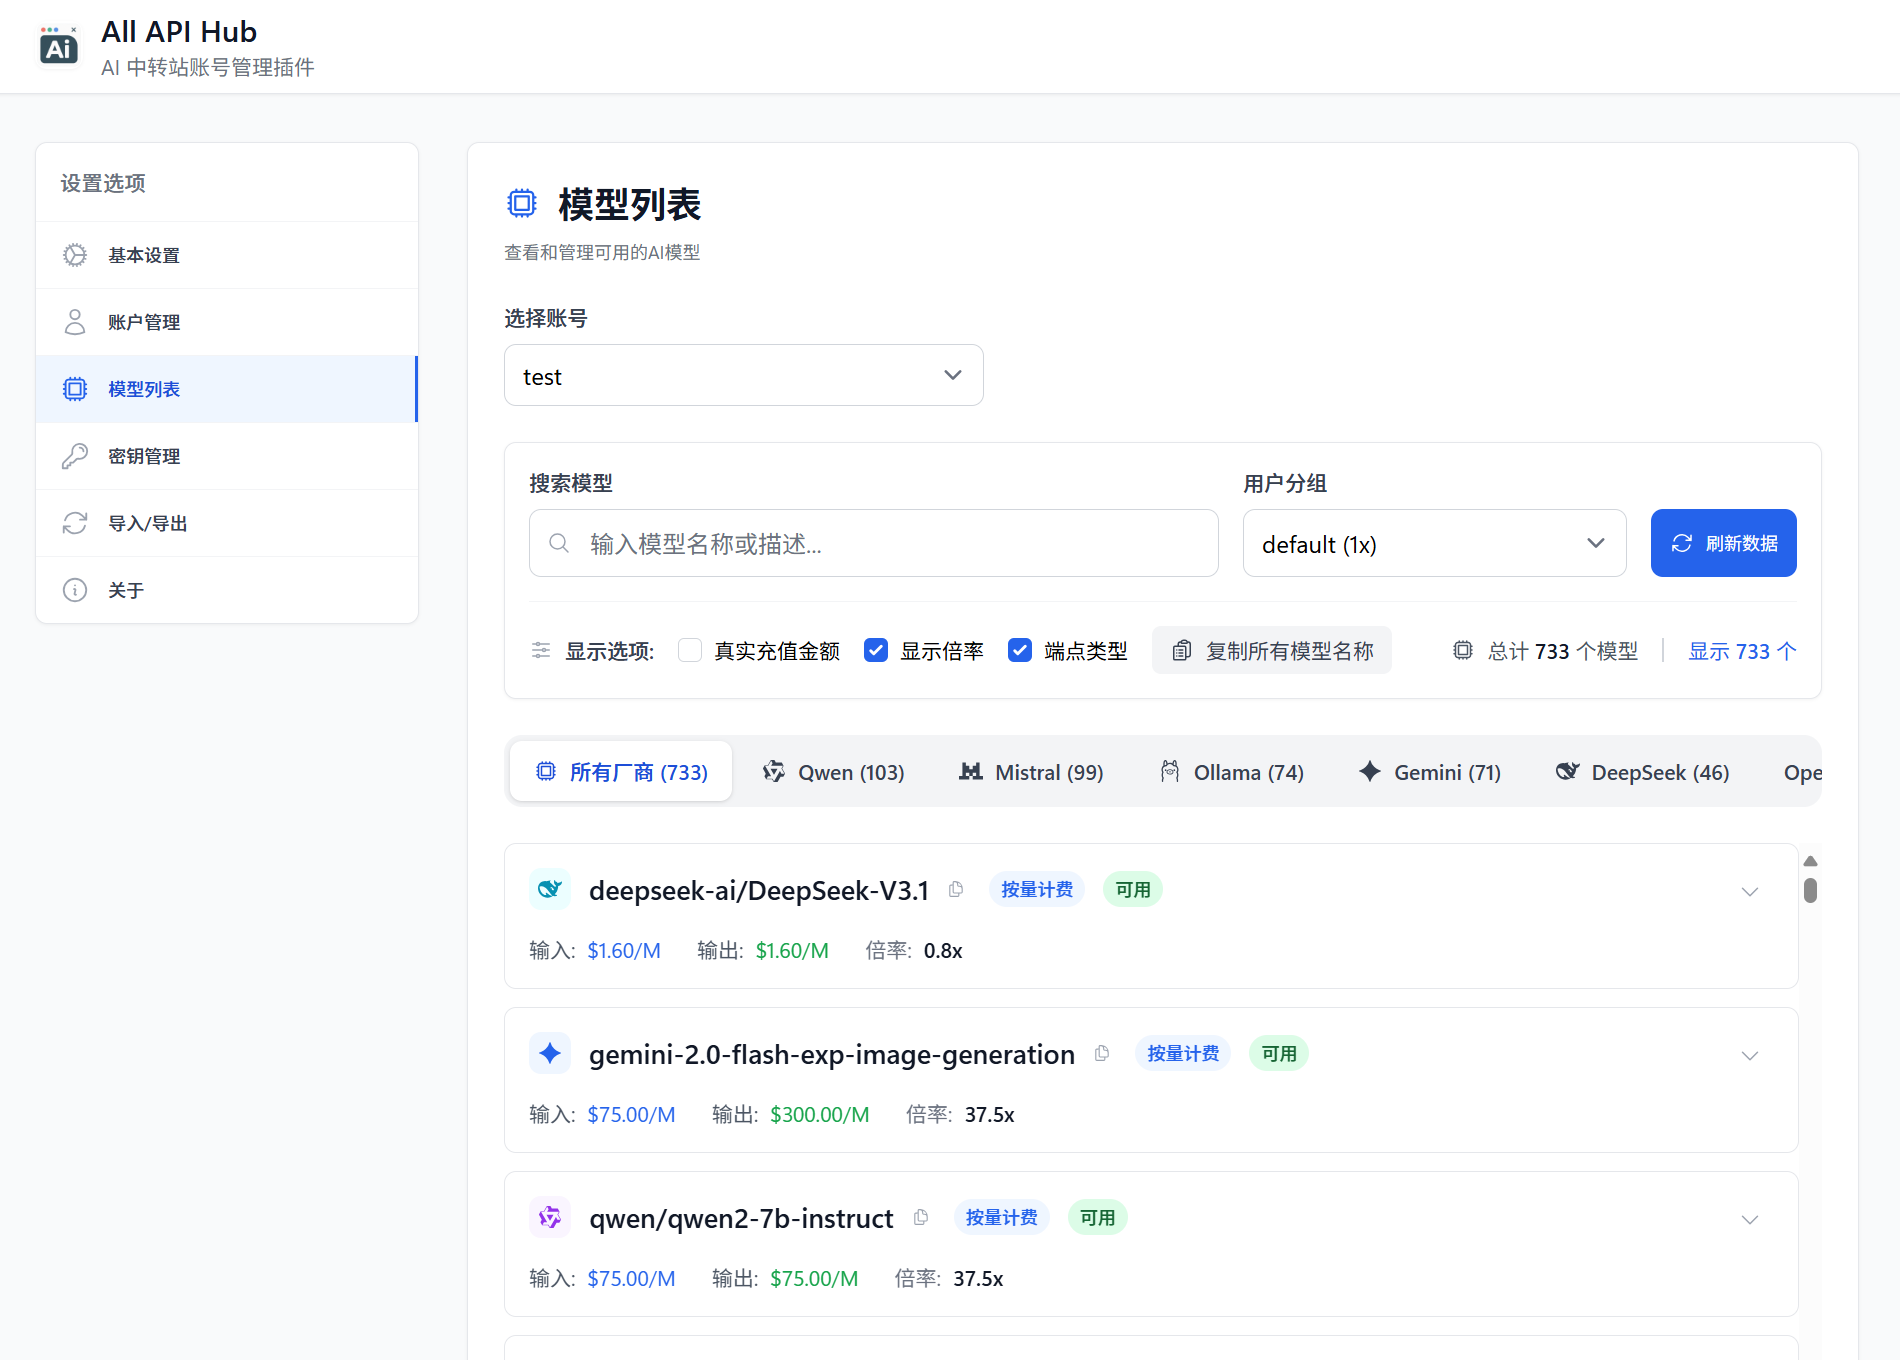 Ai
All API Hub
AI 中转站账号管理插件
设置选项
基本设置
账户管理
模型列表
密钥管理
导入/导出
关于
模型列表
查看和管理可用的AI模型
选择账号
test
搜索模型
用户分组
输入模型名称或描述...
default (1x)
刷新数据
显示选项: 真实充值金额 显示倍率 端点类型 复制所有模型名称 总计 733 个模型 显示 733 个
所有厂商 (733) Qwen (103) Mistral (99) Ollama (74) Gemini (71) DeepSeek (46) Ope
deepseek-ai/DeepSeek-V3.1 按量计费 可用
输入: $1.60/M 输出: $1.60/M 倍率: 0.8x
gemini-2.0-flash-exp-image-generation 按量计费 可用
输入: $75.00/M 输出: $300.00/M 倍率: 37.5x
qwen/qwen2-7b-instruct 按量计费 可用
输入: $75.00/M 输出: $75.00/M 倍率: 37.5x